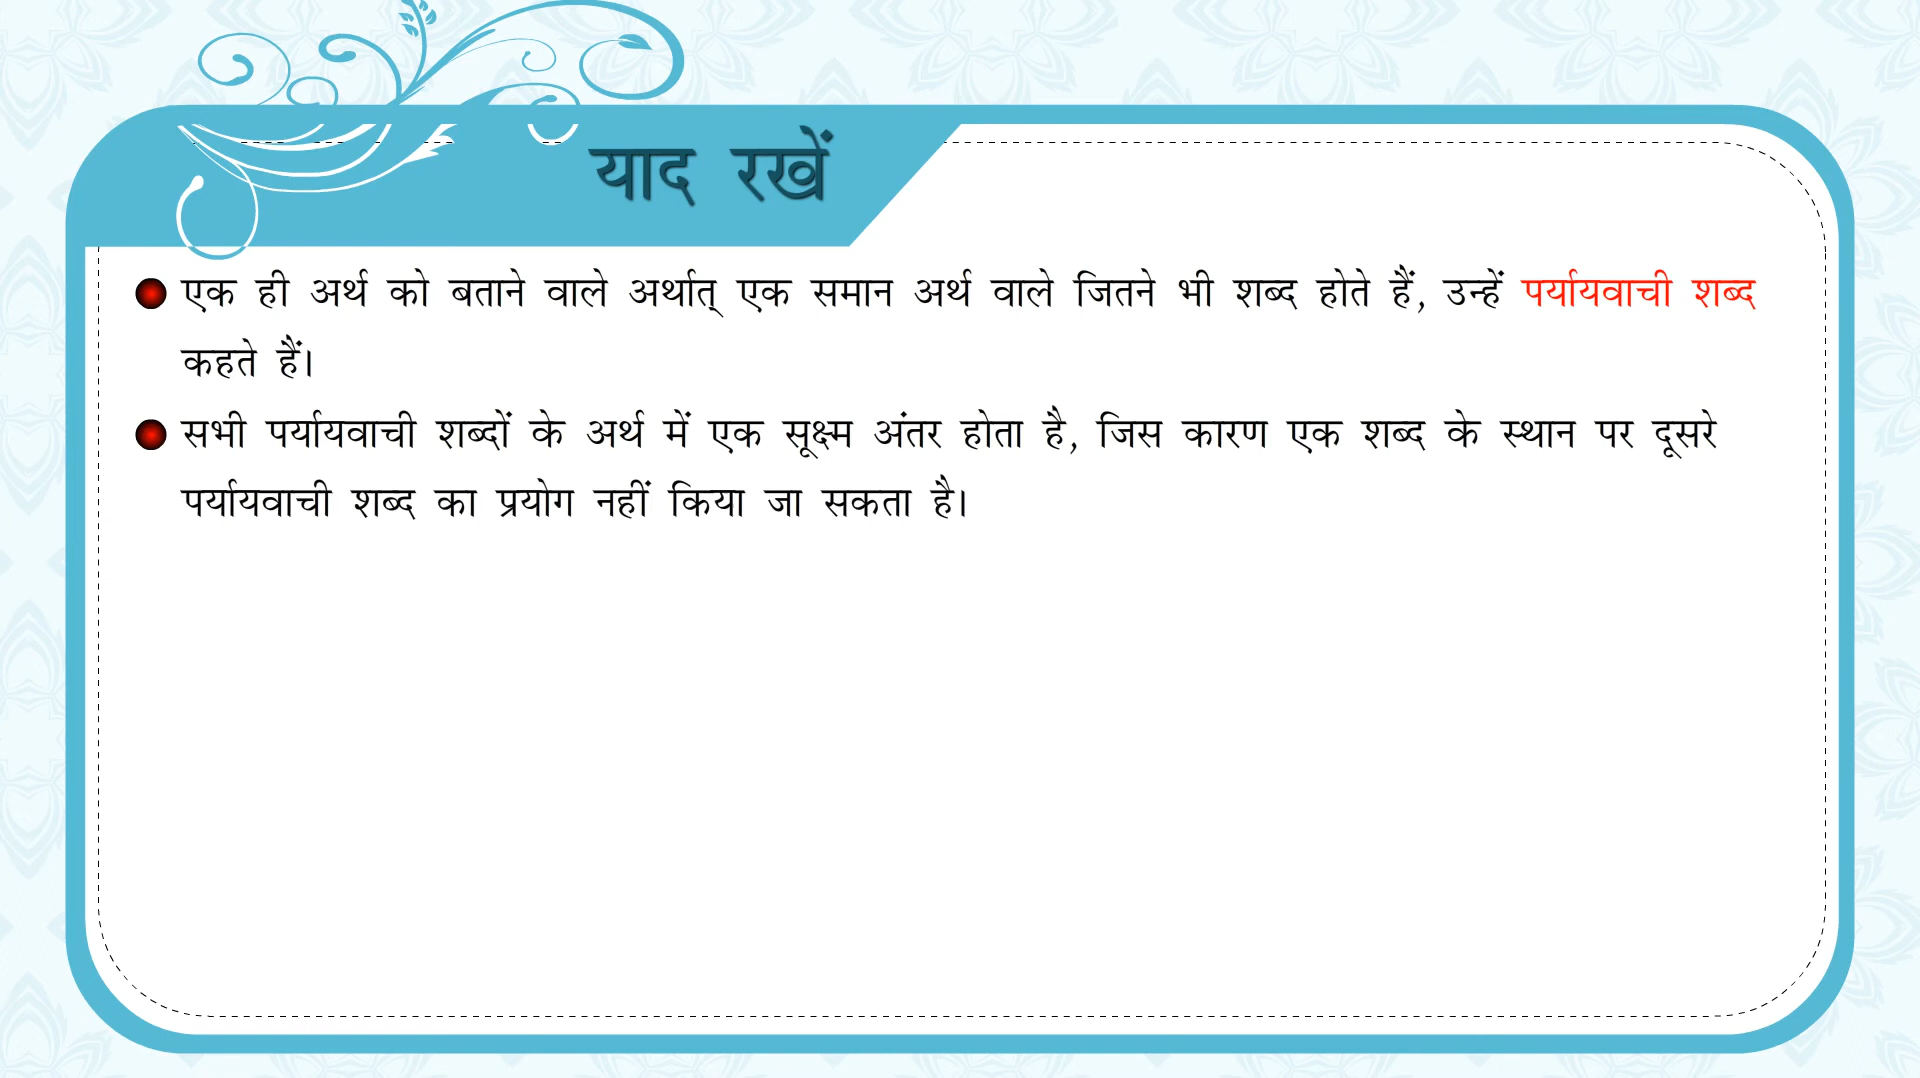 याद रखें
एक ही अर्थ को बताने वाले अर्थात् एक समान अर्थ वाले जितने भी शब्द होते हैं, उन्हें पर्यायवाची शब्द
कहते हैं।
सभी पर्यायवाची शब्दों के अर्थ में एक सूक्ष्म अंतर होता है, जिस कारण एक शब्द के स्थान पर दूसरे
पर्यायवाची शब्द का प्रयोग नहीं किया जा सकता है।